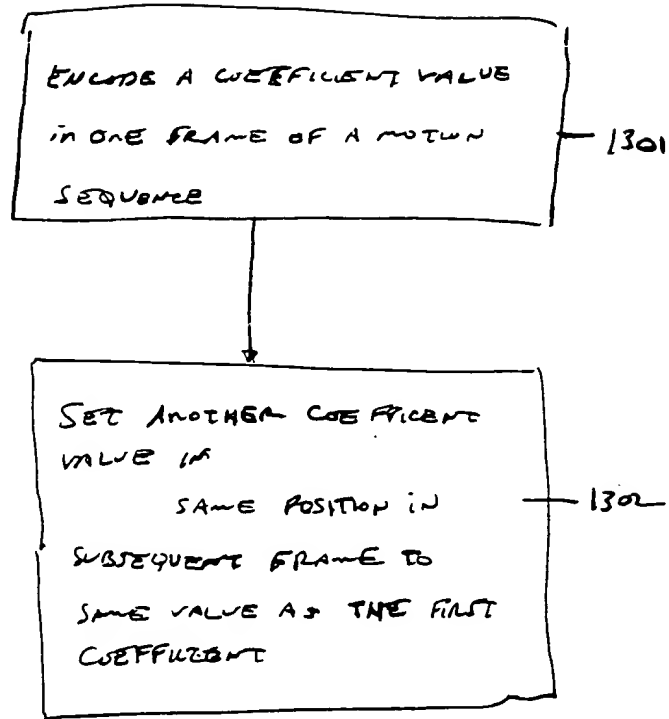 ENCODE A COEFFICIENT VALUE
in ONE FRAME OF A MOTION
SEQUENCE
1301
SET ANOTHER COEFFICENT
VALUE IN
SAME POSITION in
SUBSEQUENT FRAME TO
SAME VALUE AS THE FIRST
COEFFICIENT
1302